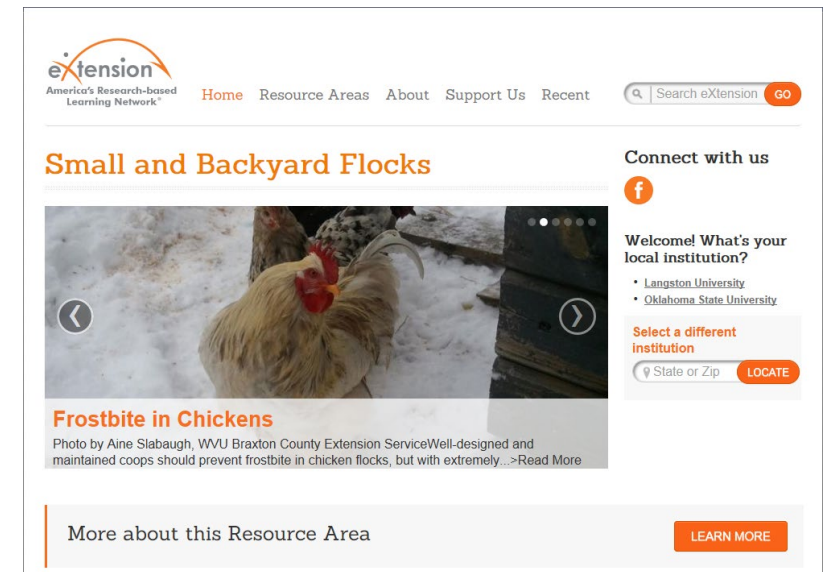 eXtension
America's Research-based
Learning Network®
Home Resource Areas About Support Us Recent
Search eXtension GO
Small and Backyard Flocks
Connect with us
f
Welcome! What's your
local institution?
• Langston University
• Oklahoma State University
Select a different
institution
State or Zip LOCATE
Frostbite in Chickens
Photo by Aine Slabaugh, WVU Braxton County Extension ServiceWell-designed and
maintained coops should prevent frostbite in chicken flocks, but with extremely...>Read More
More about this Resource Area
LEARN MORE